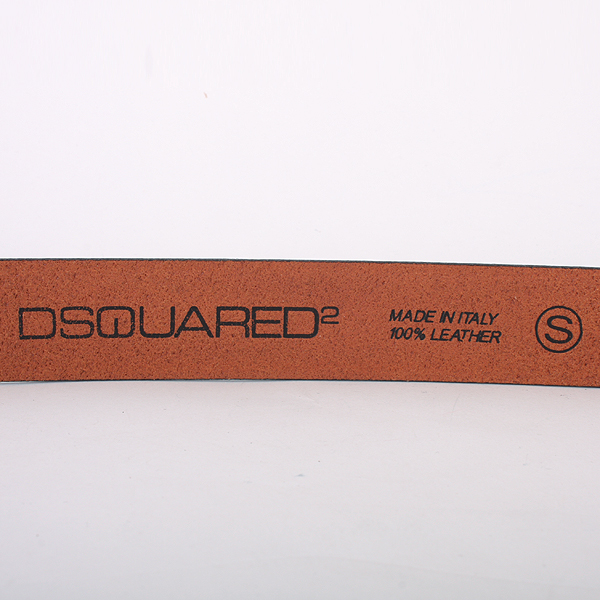 DSQUARED²
MADE IN ITALY
100% LEATHER
S